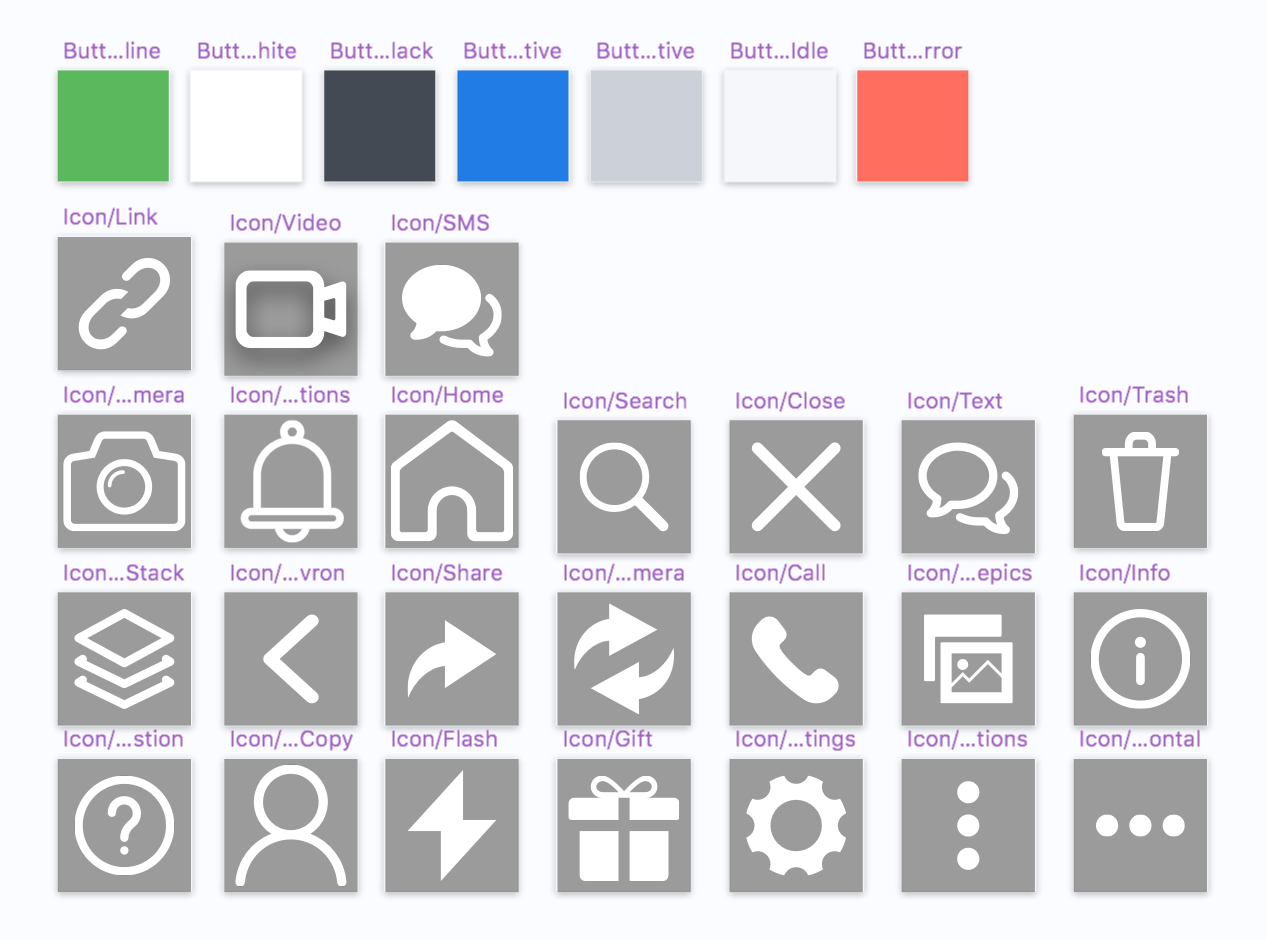 Butt...line Butt...hite Butt...lack Butt...tive Butt...tive Butt...Idle Butt...rror
Icon/Link Icon/Video Icon/SMS
Icon/...mera Icon/...tions Icon/Home Icon/Search Icon/Close Icon/Text Icon/Trash
Icon...Stack Icon/...vron Icon/Share Icon/...mera Icon/Call Icon/...epics Icon/Info
Icon/...stion Icon/...Copy Icon/Flash Icon/Gift Icon/...tings Icon/...tions Icon/...ontal